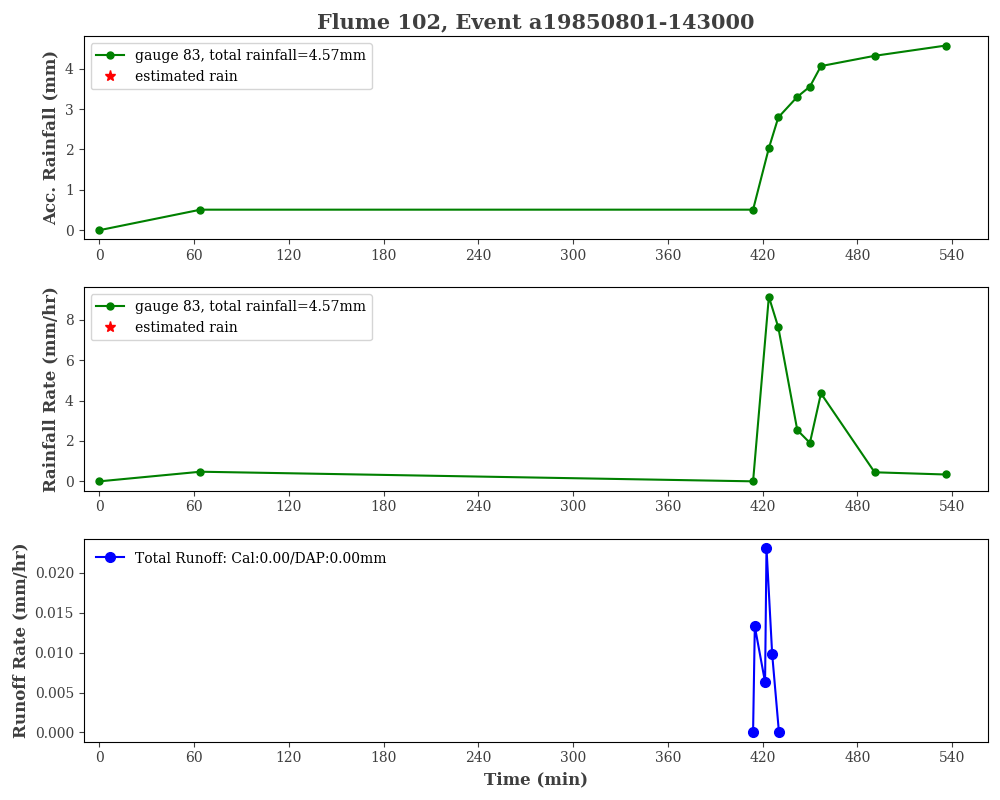 Flume 102, Event a19850801-143000
Acc. Rainfall (mm)
4
3
2
1
0
gauge 83, total rainfall=4.57mm
estimated rain
0 60 120 180 240 300 360 420 480 540
Rainfall Rate (mm/hr)
8
6
4
2
0
gauge 83, total rainfall=4.57mm
estimated rain
0 60 120 180 240 300 360 420 480 540
Runoff Rate (mm/hr)
0.020
0.015
0.010
0.005
0.000
Total Runoff: Cal:0.00/DAP:0.00mm
0 60 120 180 240 300 360 420 480 540
Time (min)